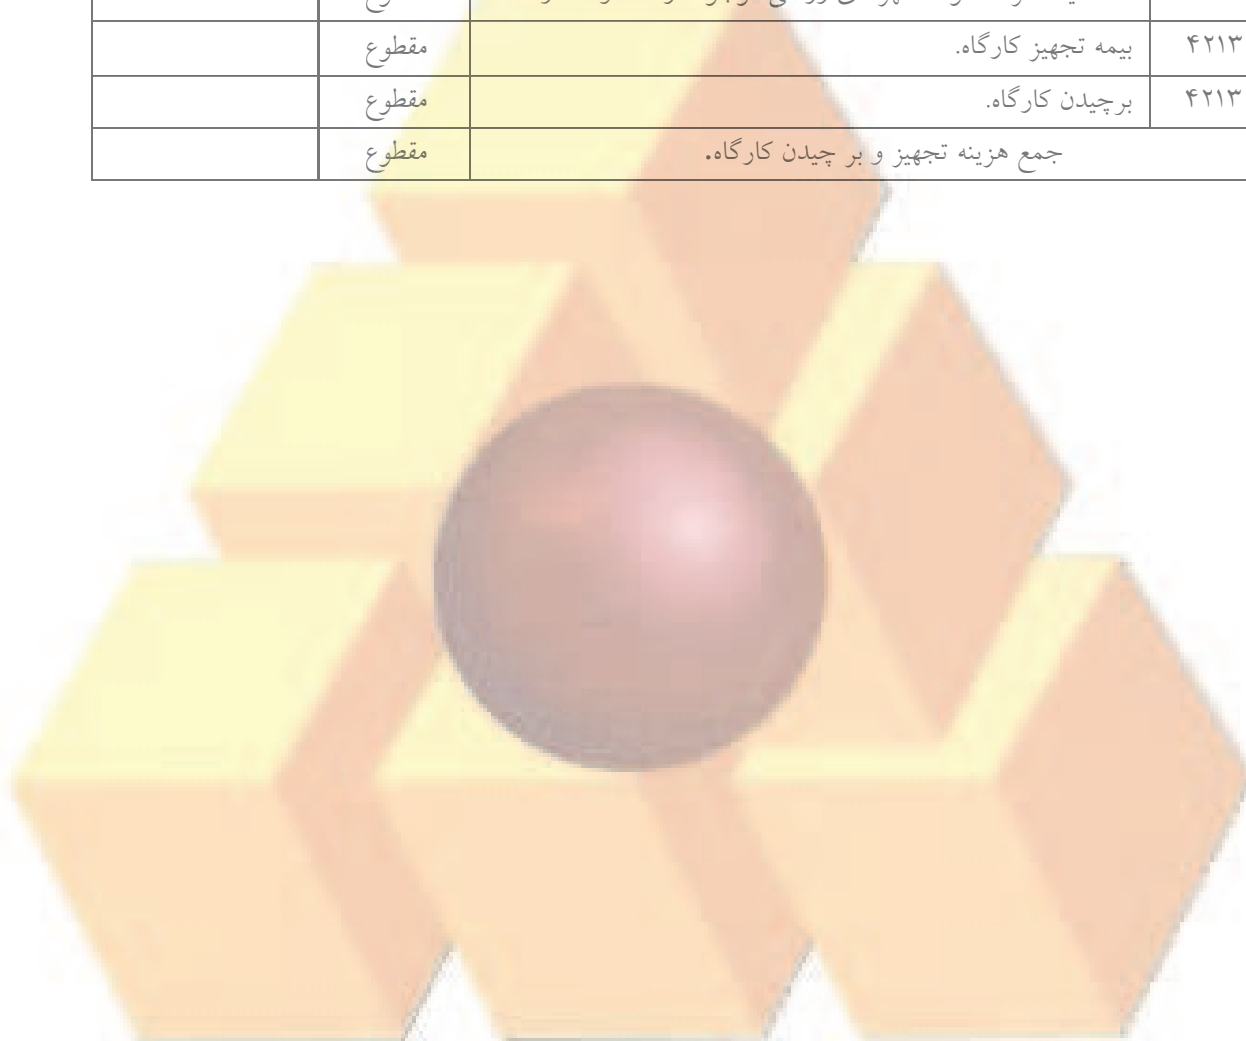 ۴۲۱۳ بیمه تجهیز کارگاه. مقطوع
۴۲۱۳ برچیدن کارگاه. مقطوع
جمع هزینه تجهیز و بر چیدن کارگاه. مقطوع